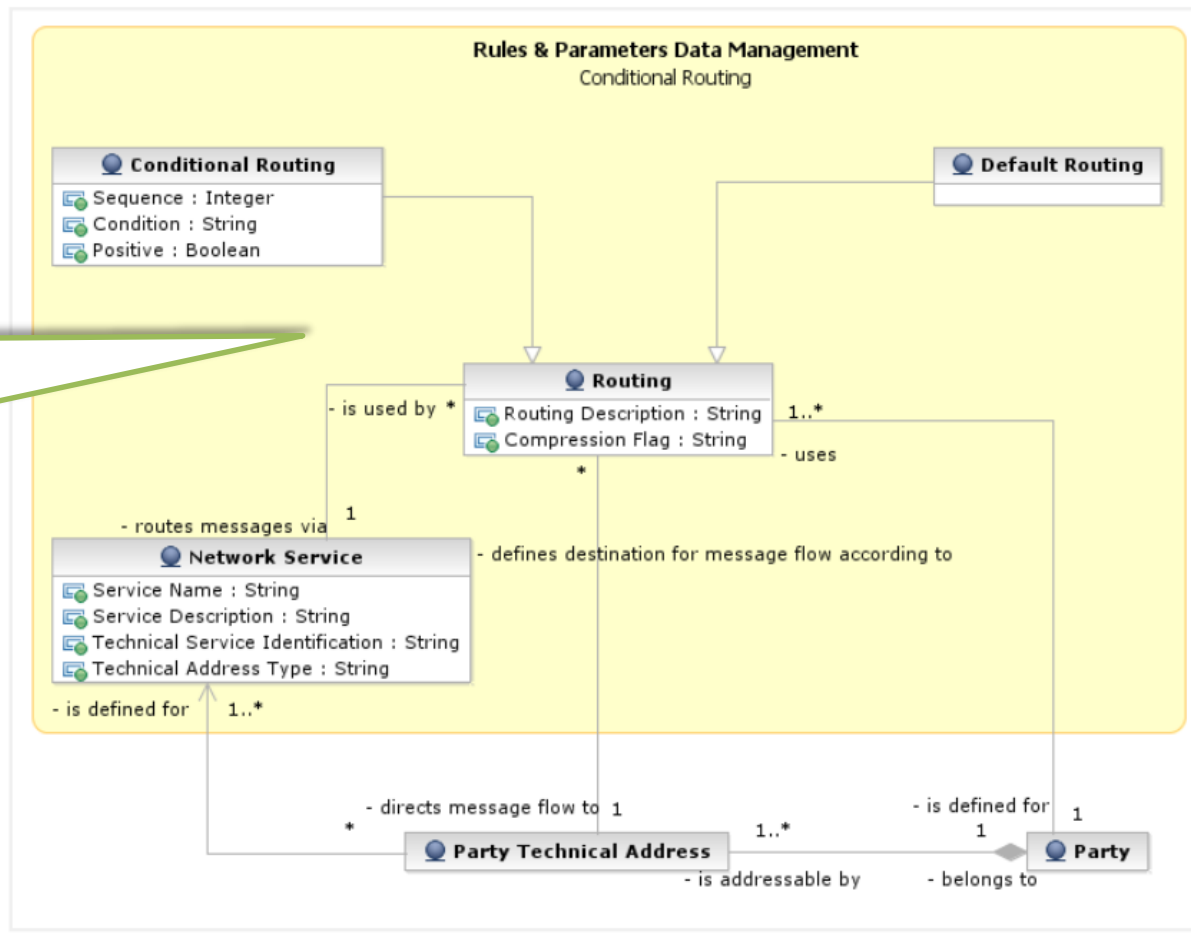 Rules & Parameters Data Management
Conditional Routing
Conditional Routing
Sequence : Integer
Condition : String
Positive : Boolean
Default Routing
Routing
Routing Description : String
Compression Flag : String
- is used by *
1..*
- uses
*
1
- routes messages via
Network Service
Service Name : String
Service Description : String
Technical Service Identification : String
Technical Address Type : String
- defines destination for message flow according to
- is defined for 1..*
- directs message flow to 1
*
- is defined for 1
1..*
1
Party Technical Address
Party
- is addressable by
- belongs to